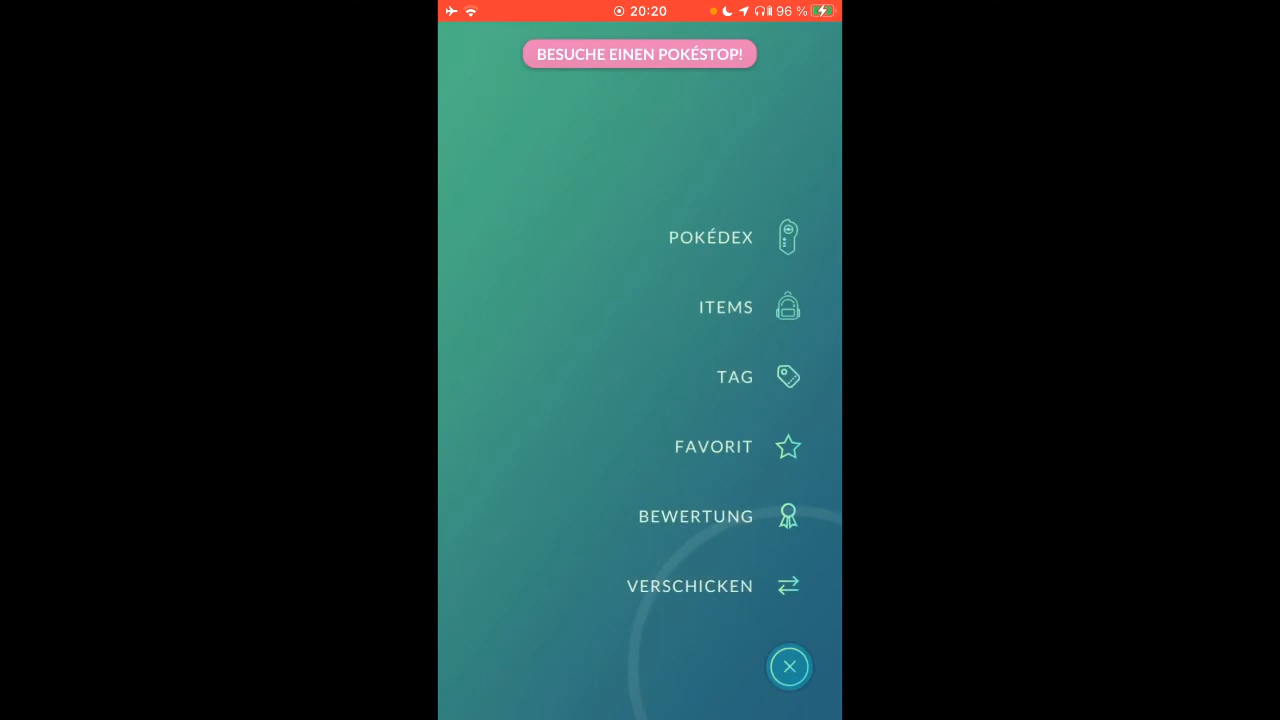 20:20
96 %
BESUCHE EINEN POKÉSTOP!
POKÉDEX
ITEMS
TAG
FAVORIT
BEWERTUNG
VERSCHICKEN